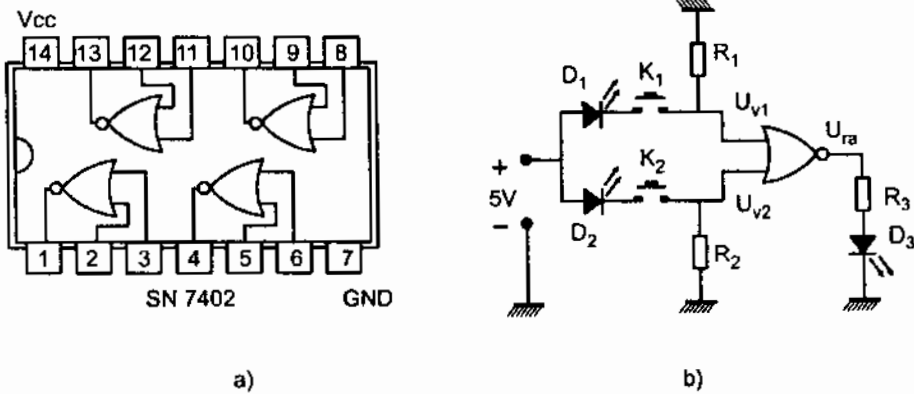 Vcc
14 13 12 11 10 9 8
1 2 3 4 5 6 7
SN 7402 GND
a)
R1
D1 K1
Uv1
Ura
+
5V
-
K2
Uv2
D2
R2
R3
D3
b)